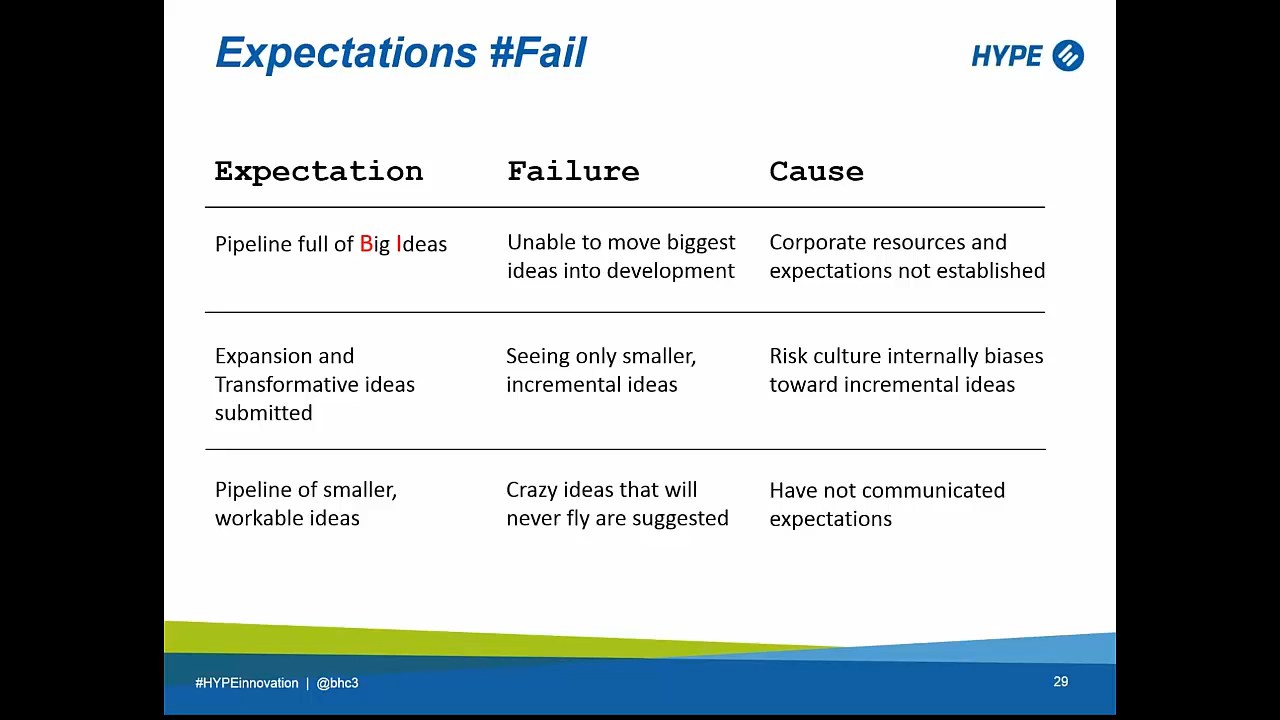 Expectations #Fail
HYPE
Expectation Failure Cause
Pipeline full of Big Ideas
Unable to move biggest
ideas into development
Corporate resources and
expectations not established
Expansion and
Transformative ideas
submitted
Seeing only smaller,
incremental ideas
Risk culture internally biases
toward incremental ideas
Pipeline of smaller,
workable ideas
Crazy ideas that will
never fly are suggested
Have not communicated
expectations
#HYPEinnovation | @bhc3
29